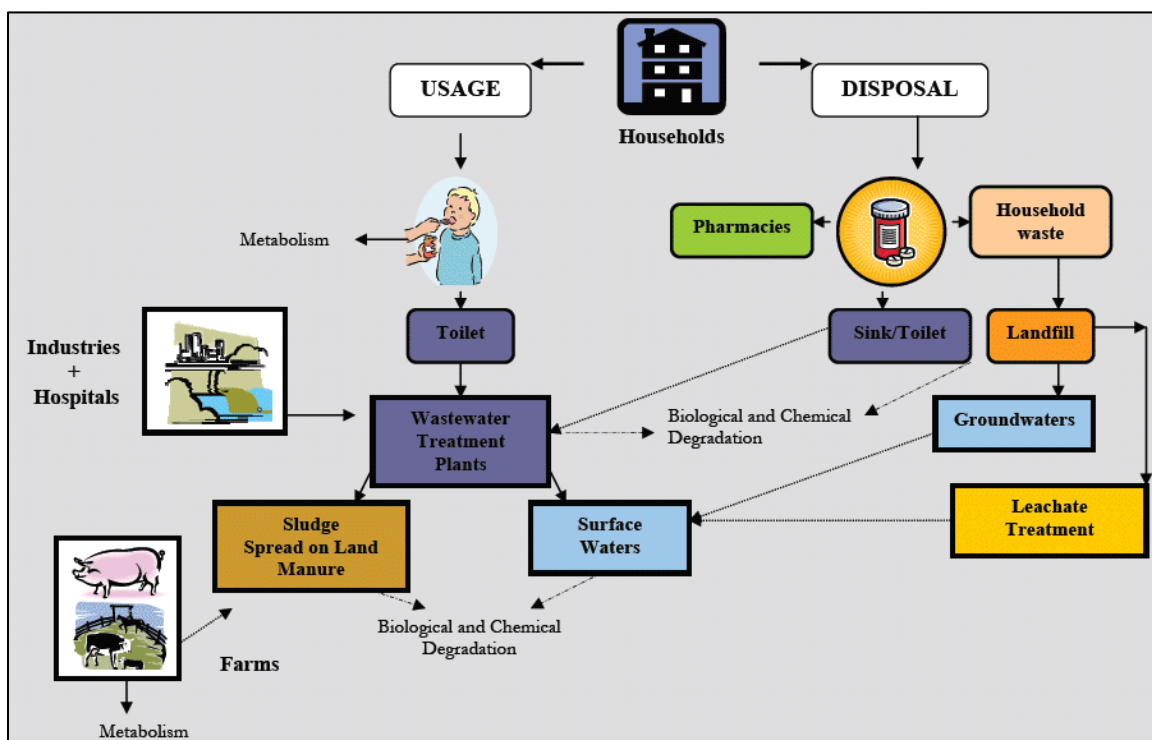 USAGE
DISPOSAL
Households
Metabolism
Pharmacies
Household
waste
Toilet
Sink/Toilet
Landfill
Industries
+
Hospitals
Wastewater
Treatment
Plants
Biological and Chemical
Degradation
Groundwaters
Leachate
Treatment
Sludge
Spread on Land
Manure
Surface
Waters
Biological and Chemical
Degradation
Farms
Metabolism